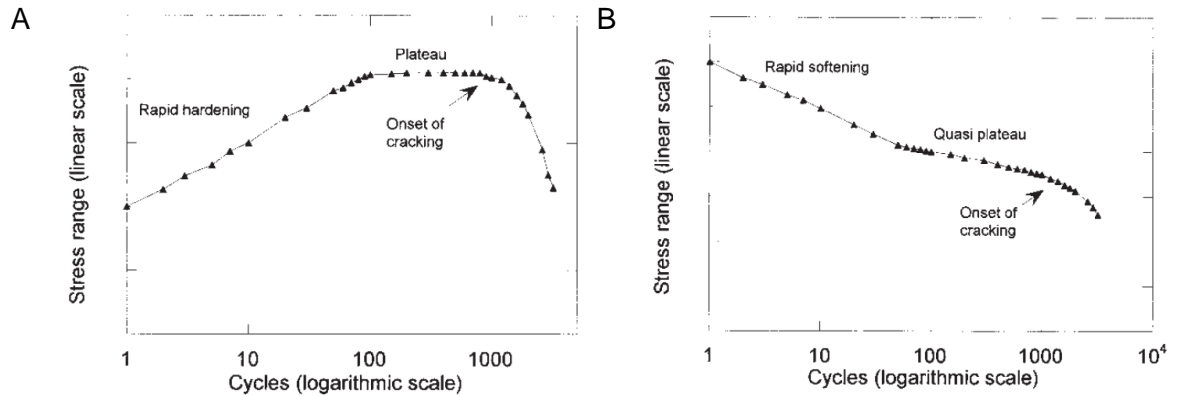 A
Plateau
Rapid hardening
Onset of
cracking
Stress range (linear scale)
1 10 100 1000
Cycles (logarithmic scale)
B
Rapid softening
Quasi plateau
Onset of
cracking
Stress range (linear scale)
1 10 100 1000 10⁴
Cycles (logarithmic scale)